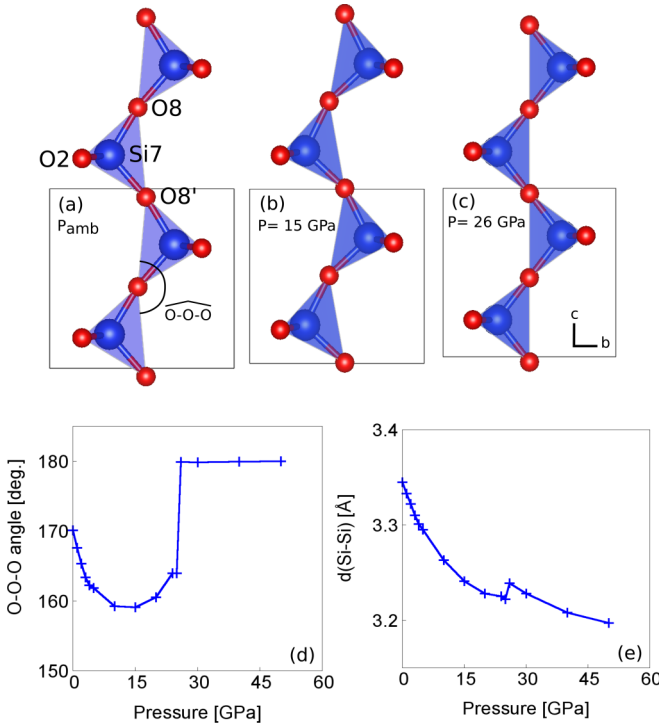 O8
O2
Si7
O8'
(a)
Pamb
O-O-O
(b)
P= 15 GPa
(c)
P= 26 GPa
c
b
180
170
160
150
O-O-O angle [deg.]
0
15
30
45
60
Pressure [GPa]
(d)
3.4
3.3
3.2
d(Si-Si) [Å]
0
15
30
45
60
Pressure [GPa]
(e)